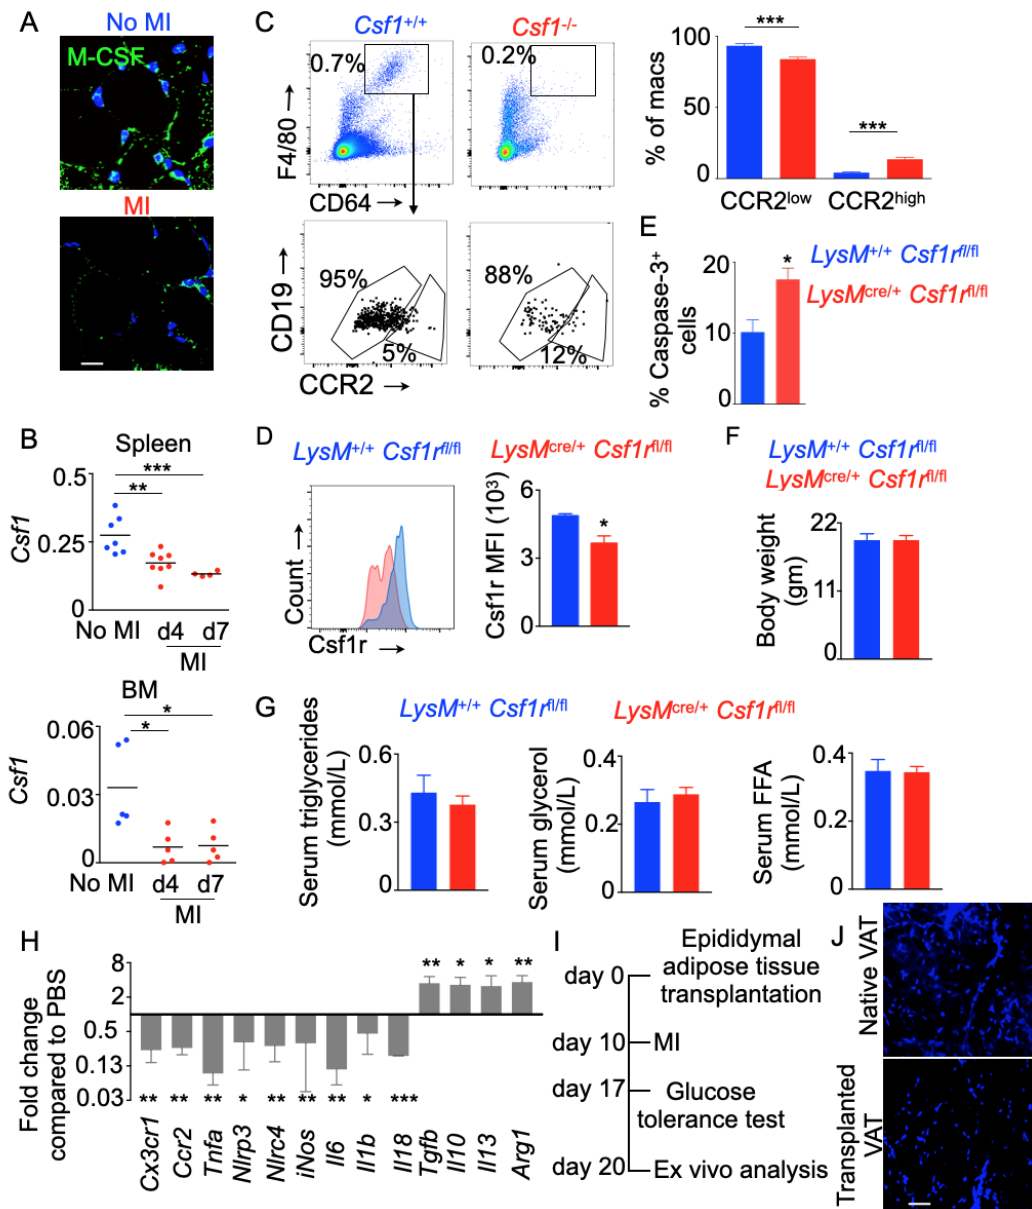 A
No MI
M-CSF
MI
B
Spleen
Csf1
0.5
0.25
0
***
**
No MI d4 d7
MI
BM
Csf1
0.06
0.03
0
*
*
No MI d4 d7
MI
C
Csf1+/+
Csf1-/-
0.7%
0.2%
F4/80
CD64
95%
5%
88%
12%
CD19
CCR2
% of macs
100
50
0
***
***
CCR2low CCR2high
D
LysM+/+ Csf1rfl/fl
LysMcre/+ Csf1rfl/fl
Count
Csf1r
Csf1r MFI (10³)
6
3
0
*
E
LysM+/+ Csf1rfl/fl
LysMcre/+ Csf1rfl/fl
% Caspase-3+
cells
20
10
0
*
F
LysM+/+ Csf1rfl/fl
LysMcre/+ Csf1rfl/fl
Body weight
(gm)
22
11
0
G
LysM+/+ Csf1rfl/fl
LysMcre/+ Csf1rfl/fl
Serum triglycerides
(mmol/L)
0.6
0.3
0
Serum glycerol
(mmol/L)
0.4
0.2
0
Serum FFA
(mmol/L)
0.4
0.2
0
H
Fold change
compared to PBS
8
2
0.5
0.13
0.03
** * * **
** ** ** * ** ** ** * ***
Cx3cr1 Ccr2 Tnfa Nlrp3 Nlrc4 iNos Il6 Il1b Il18 Tgfb Il10 Il13 Arg1
I
day 0
Epididymal
adipose tissue
transplantation
day 10
MI
day 17
Glucose
tolerance test
day 20
Ex vivo analysis
J
Native VAT
Transplanted
VAT